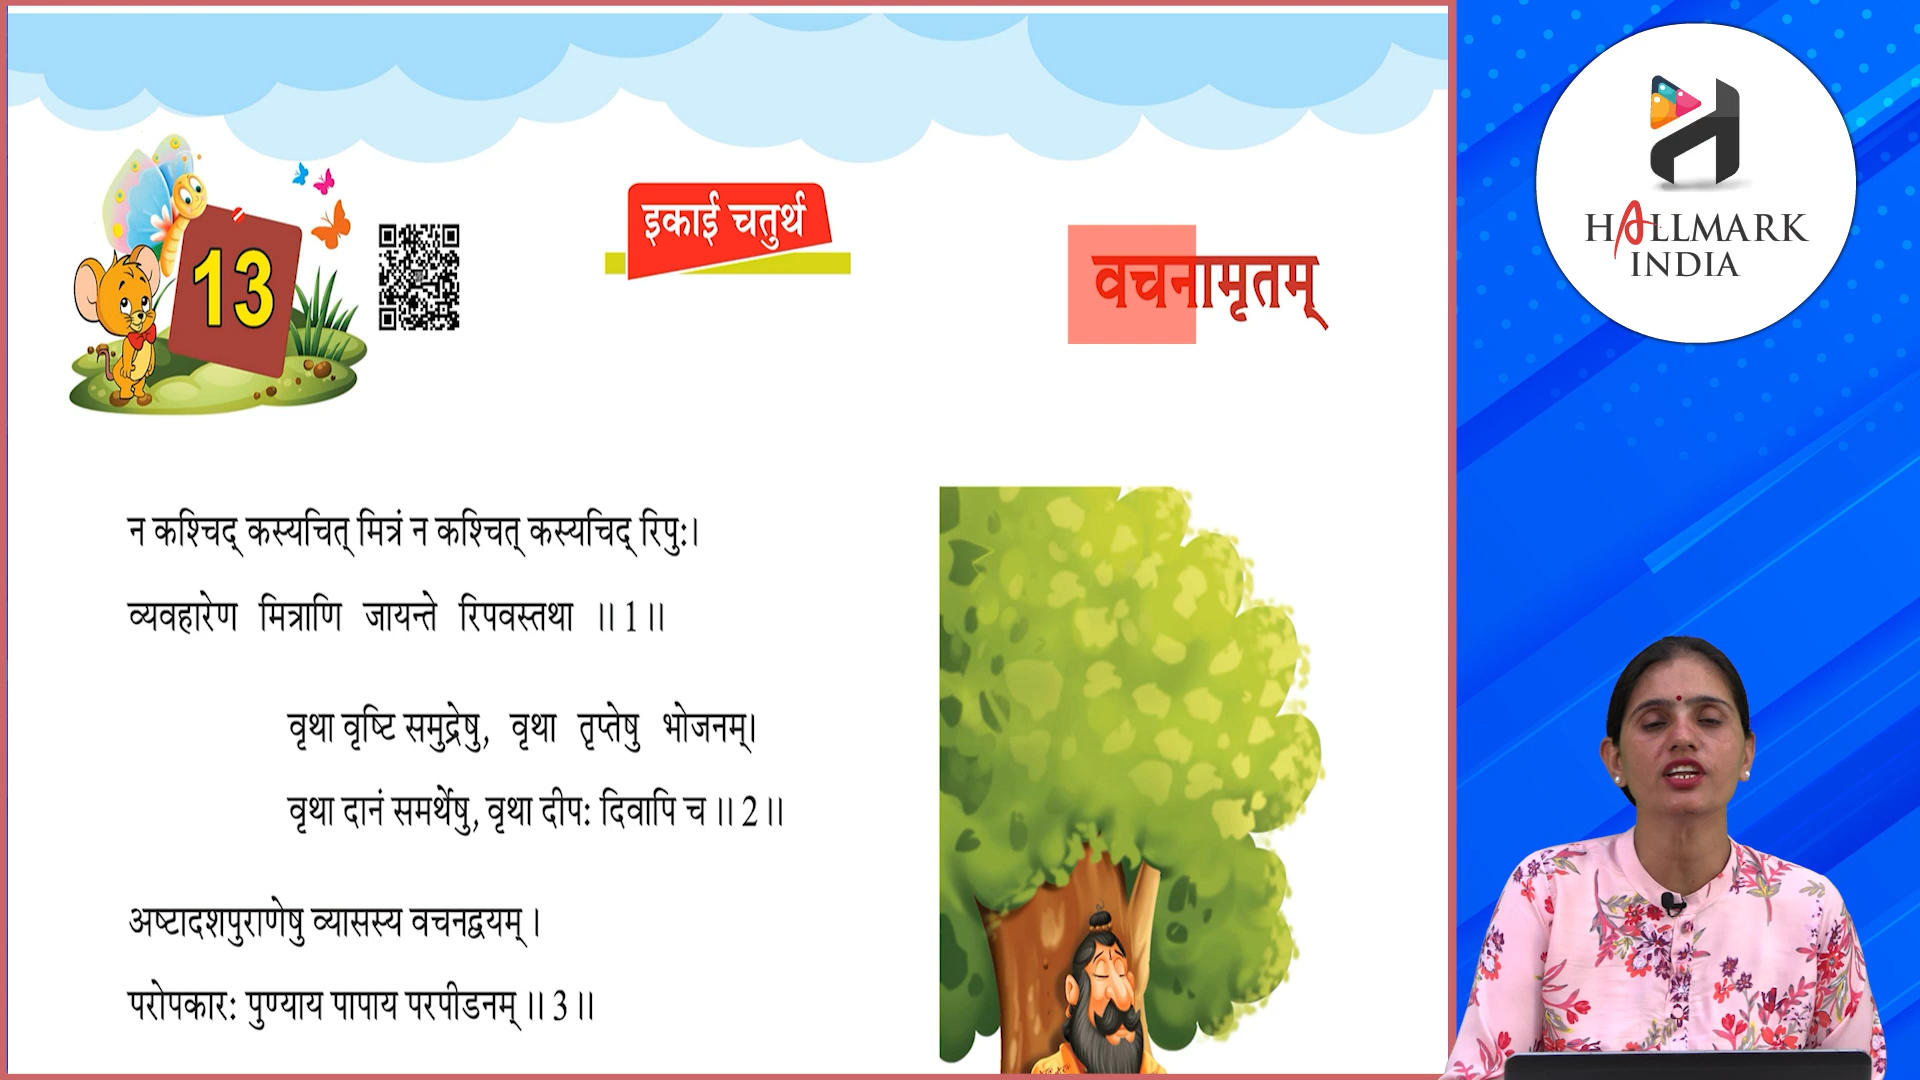 13
इकाई चतुर्थ
वचनामृतम्
न कश्चिद् कस्यचित् मित्रं न कश्चित् कस्यचिद् रिपुः।
व्यवहारेण मित्राणि जायन्ते रिपवस्तथा ॥1॥
वृथा वृष्टि समुद्रेषु, वृथा तृप्तेषु भोजनम्।
वृथा दानं समर्थेषु, वृथा दीपः दिवापि च ॥2॥
अष्टादशपुराणेषु व्यासस्य वचनद्वयम् ।
परोपकारः पुण्याय पापाय परपीडनम् ॥3॥
HALLMARK
INDIA